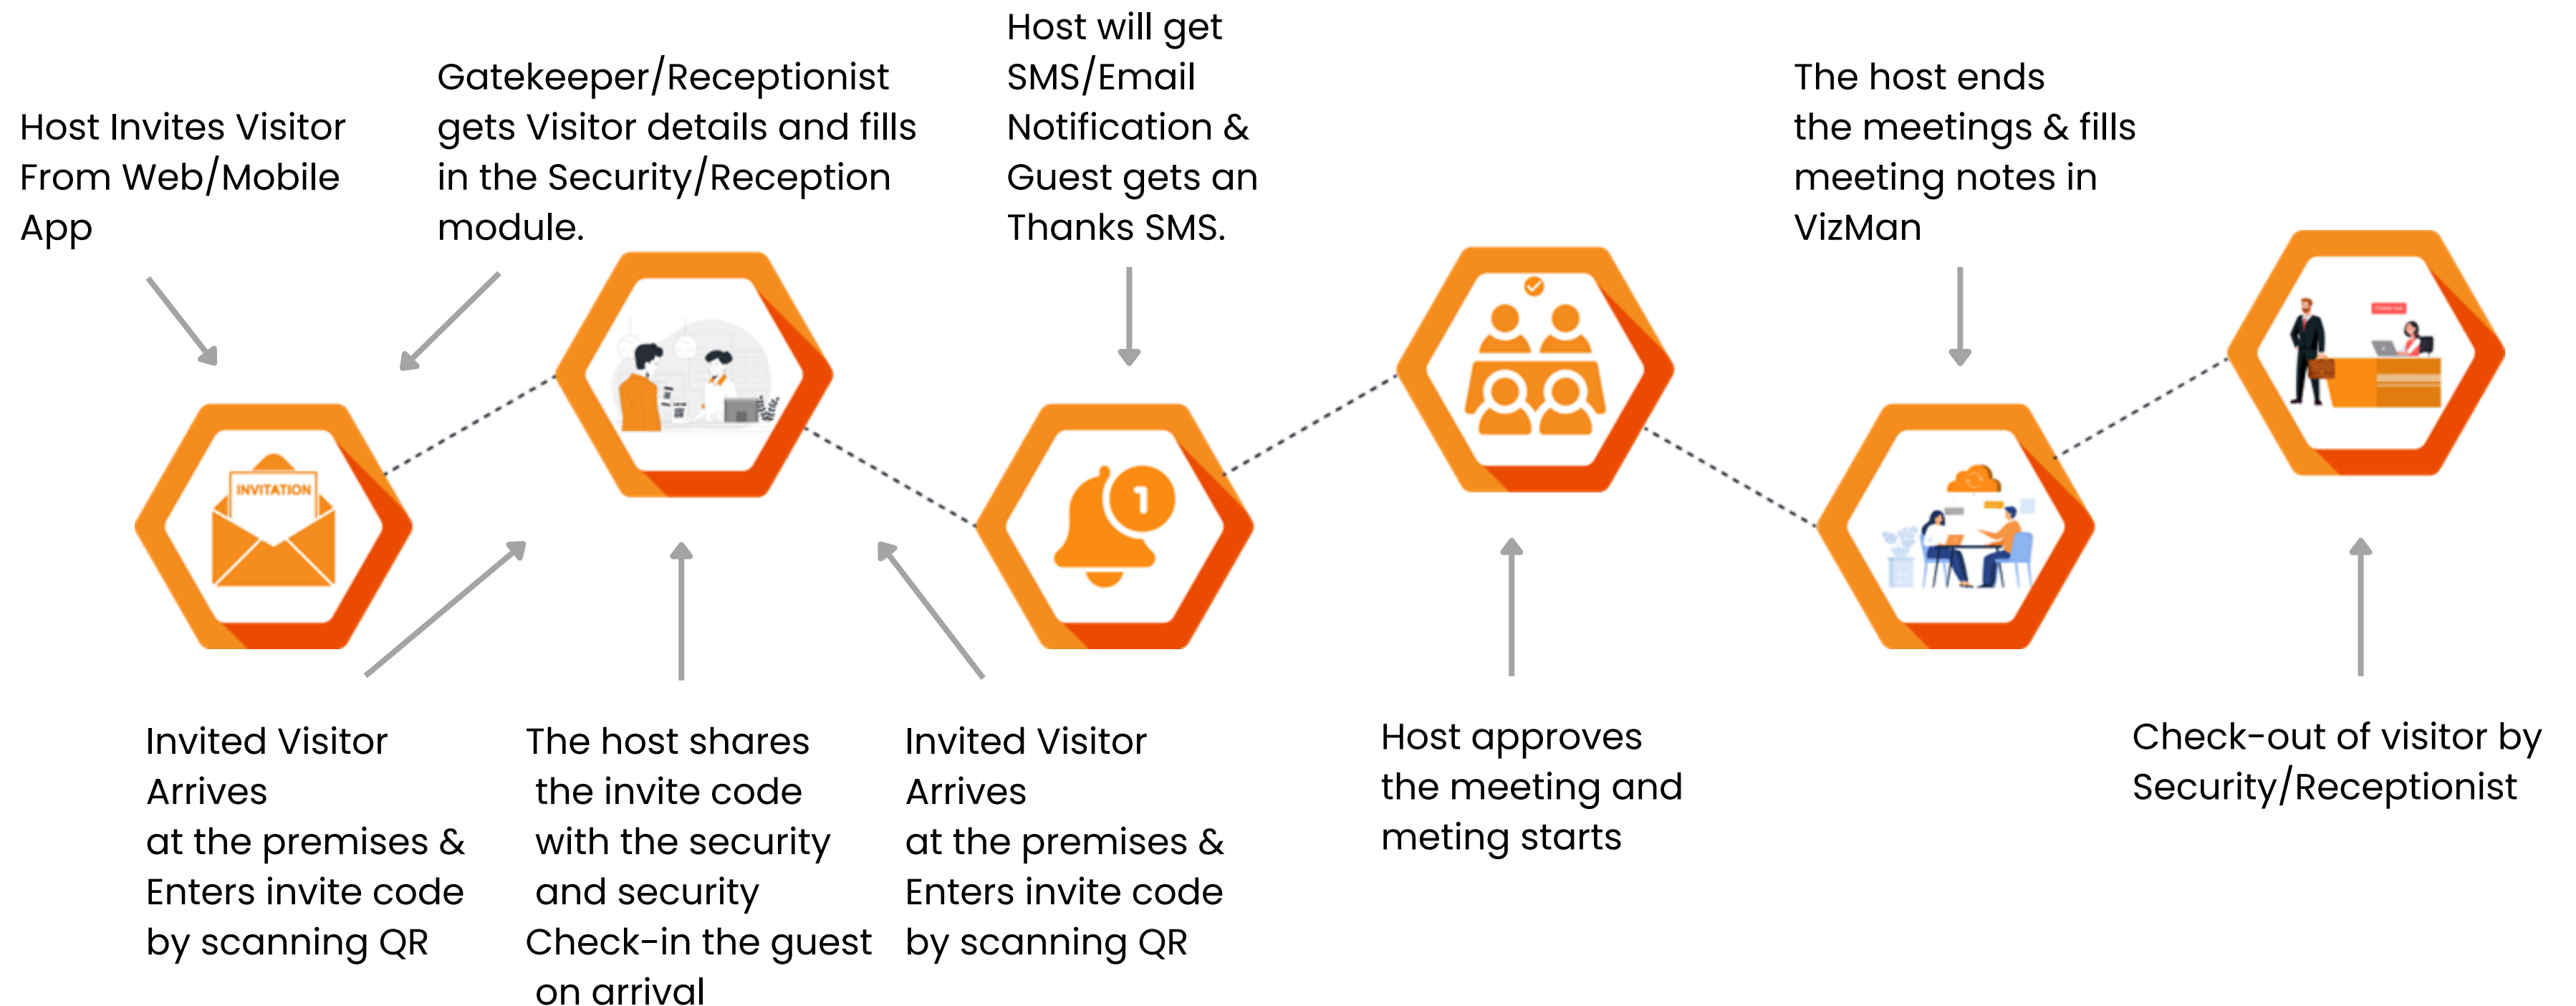 Host Invites Visitor
From Web/Mobile
App
Gatekeeper/Receptionist
gets Visitor details and fills
in the Security/Reception
module.
Host will get
SMS/Email
Notification &
Guest gets an
Thanks SMS.
The host ends
the meetings & fills
meeting notes in
VizMan
INVITATION
1
Invited Visitor
Arrives
at the premises &
Enters invite code
by scanning QR
The host shares
the invite code
with the security
and security
Check-in the guest
on arrival
Invited Visitor
Arrives
at the premises &
Enters invite code
by scanning QR
Host approves
the meeting and
meting starts
Check-out of visitor by
Security/Receptionist